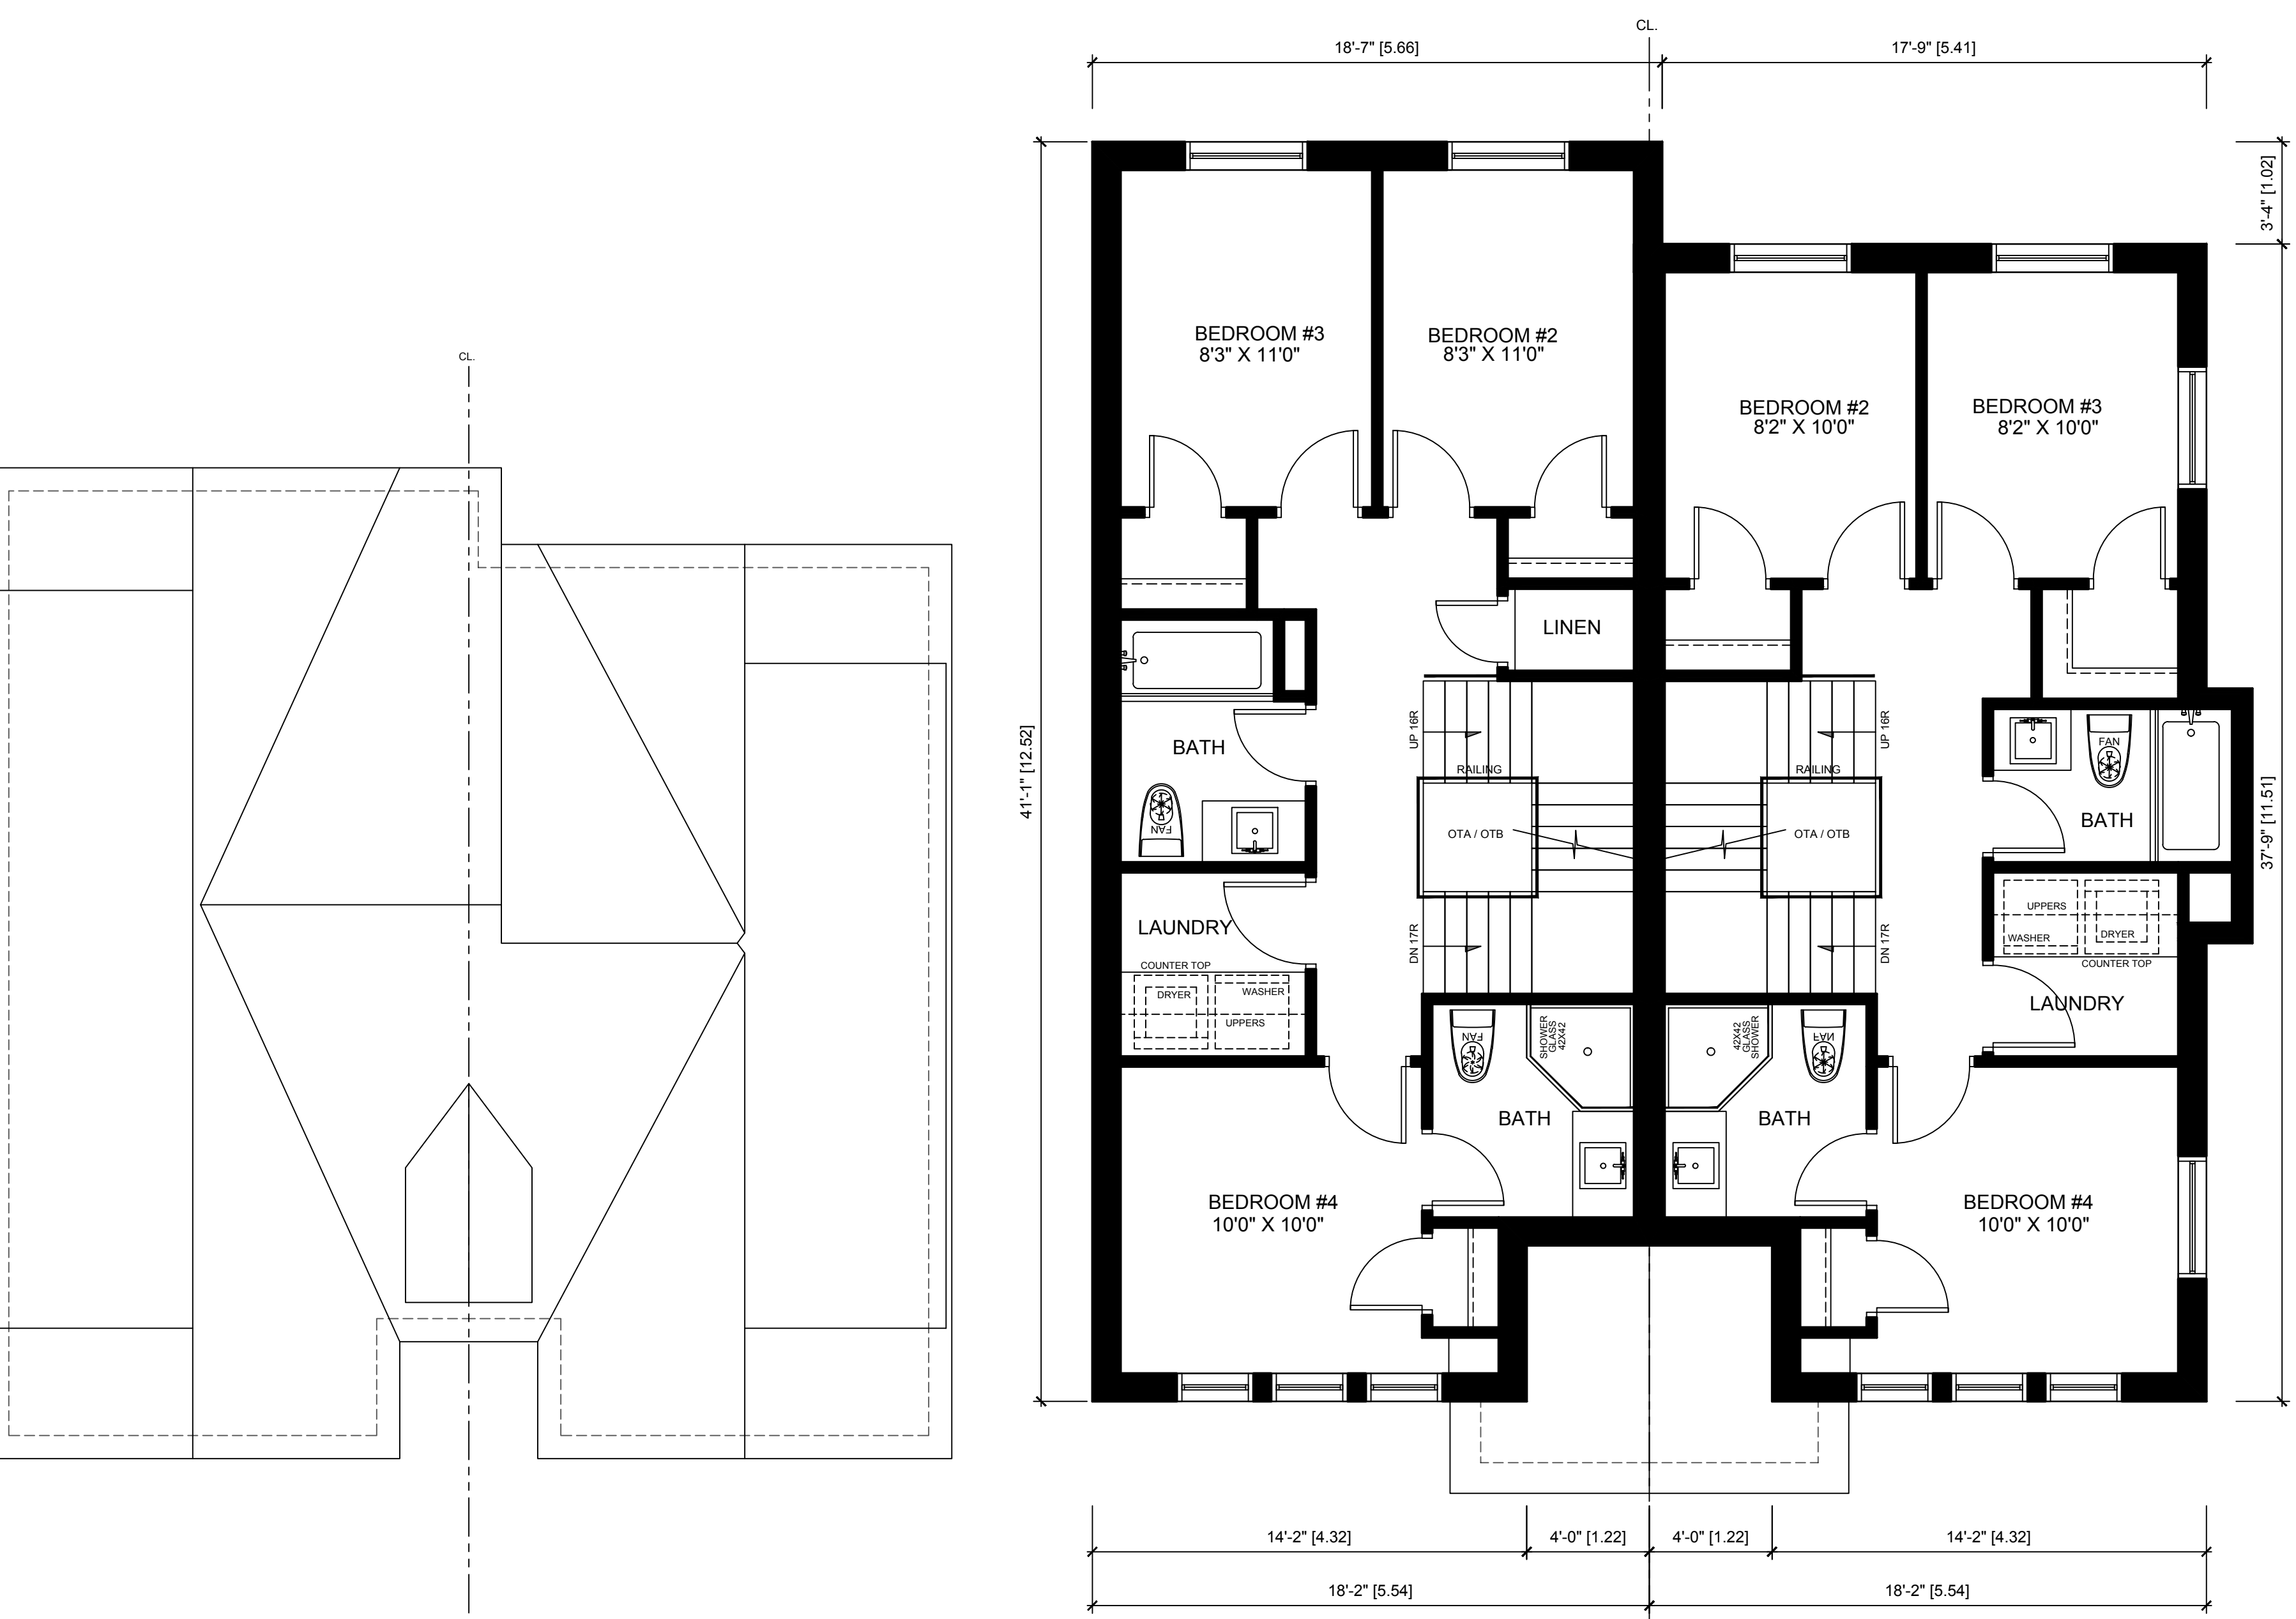 CL.
18'-7" [5.66]
17'-9" [5.41]
3'-4" [1.02]
BEDROOM #3
8'3" X 11'0"
BEDROOM #2
8'3" X 11'0"
CL.
BEDROOM #2
8'2" X 10'0"
BEDROOM #3
8'2" X 10'0"
LINEN
41'-1" [12.52]
BATH
FAN
UP 16R
RAILING
OTA / OTB
DN 17R
UP 16R
RAILING
OTA / OTB
DN 17R
FAN
BATH
37'-9" [11.51]
LAUNDRY
COUNTER TOP
DRYER
WASHER
UPPERS
UPPERS
WASHER
DRYER
COUNTER TOP
LAUNDRY
FAN
SHOWER
GLASS
42X42
BATH
42X42
GLASS
SHOWER
FAN
BATH
BEDROOM #4
10'0" X 10'0"
BEDROOM #4
10'0" X 10'0"
14'-2" [4.32]
4'-0" [1.22]
4'-0" [1.22]
14'-2" [4.32]
18'-2" [5.54]
18'-2" [5.54]